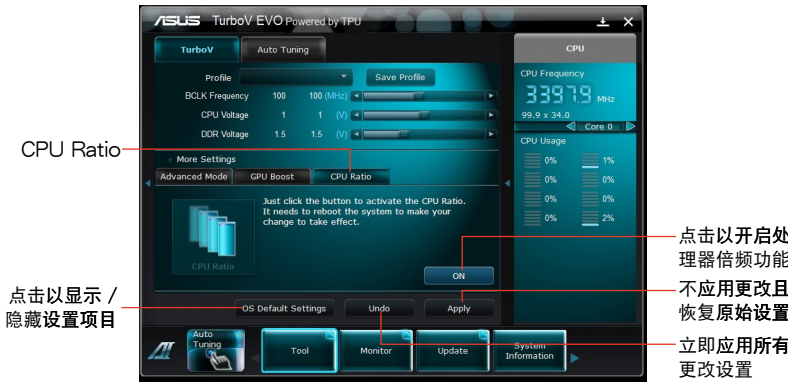 ASUS TurboV EVO Powered by TPU
TurboV
Auto Tuning
Profile
Save Profile
BCLK Frequency 100 100 (MHz)
CPU Voltage 1 1 (V)
DDR Voltage 1.5 1.5 (V)
More Settings
Advanced Mode
GPU Boost
CPU Ratio
Just click the button to activate the CPU Ratio.
It needs to reboot the system to make your
change to take effect.
CPU Ratio
ON
OS Default Settings
Undo
Apply
Auto
Tuning
Tool
Monitor
Update
System
Information
CPU
CPU Frequency
3397.9 MHz
99.9 x 34.0
Core 0
CPU Usage
0% 1%
0% 0%
0% 0%
0% 2%
CPU Ratio
点击以显示 /
隐藏设置项目
点击以开启处
理器倍频功能
不应用更改且
恢复原始设置
立即应用所有
更改设置